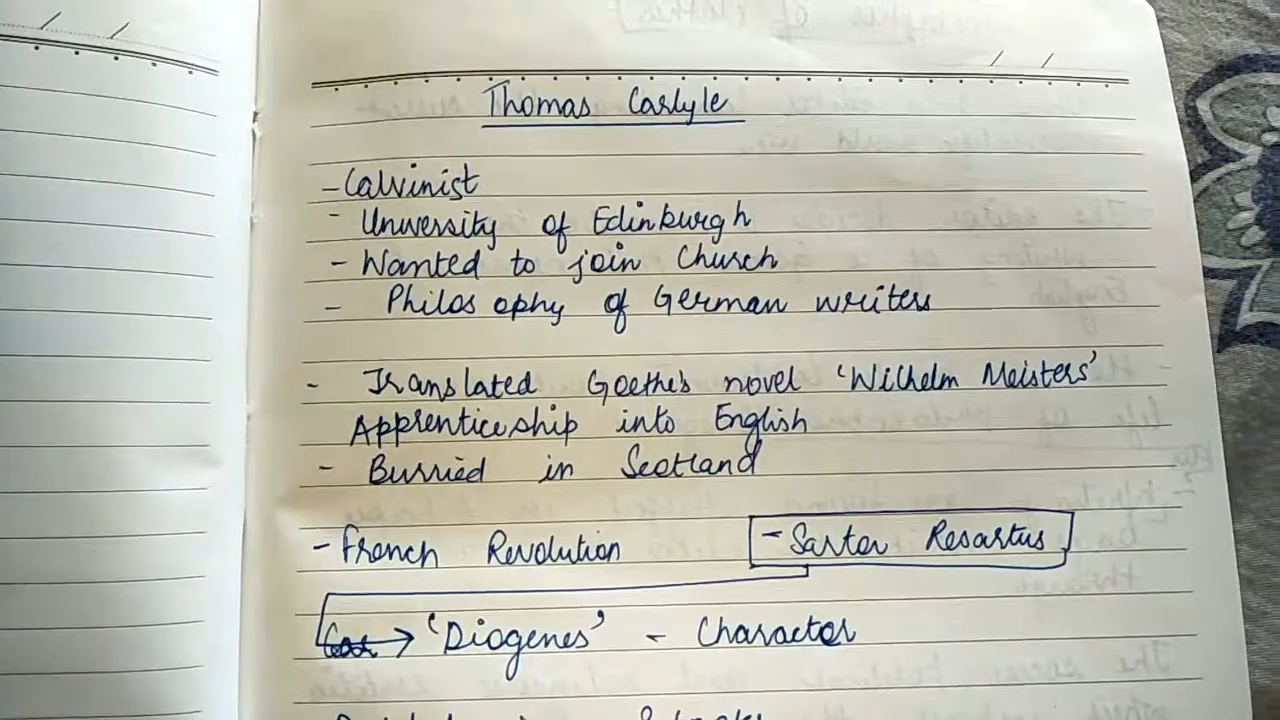 Thomas Carlyle
- Calvinist
- University of Edinburgh
- Wanted to join Church
- Philosophy of German writers
- Translated Goethe's novel 'Wilhelm Meisters'
Apprenticeship into English
- Burried in Scotland
- French Revolution
- Sartor Resartus
→ 'Diogenes' - Character